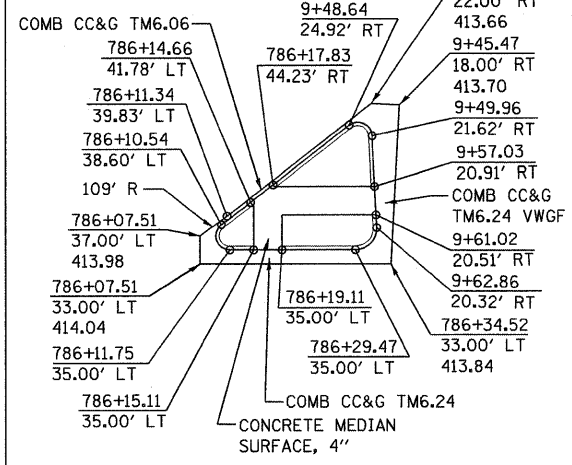 COMB CC&G TM6.06
786+14.66
41.78' LT
786+11.34
39.83' LT
786+10.54
38.60' LT
109' R
786+07.51
37.00' LT
413.98
786+07.51
33.00' LT
414.04
786+11.75
35.00' LT
786+15.11
35.00' LT
9+48.64
24.92' RT
786+17.83
44.23' RT
22.00' RT
413.66
9+45.47
18.00' RT
413.70
9+49.96
21.62' RT
9+57.03
20.91' RT
COMB CC&G
TM6.24 VWGF
9+61.02
20.51' RT
9+62.86
20.32' RT
786+34.52
33.00' LT
413.84
786+19.11
35.00' LT
786+29.47
35.00' LT
COMB CC&G TM6.24
CONCRETE MEDIAN
SURFACE, 4"